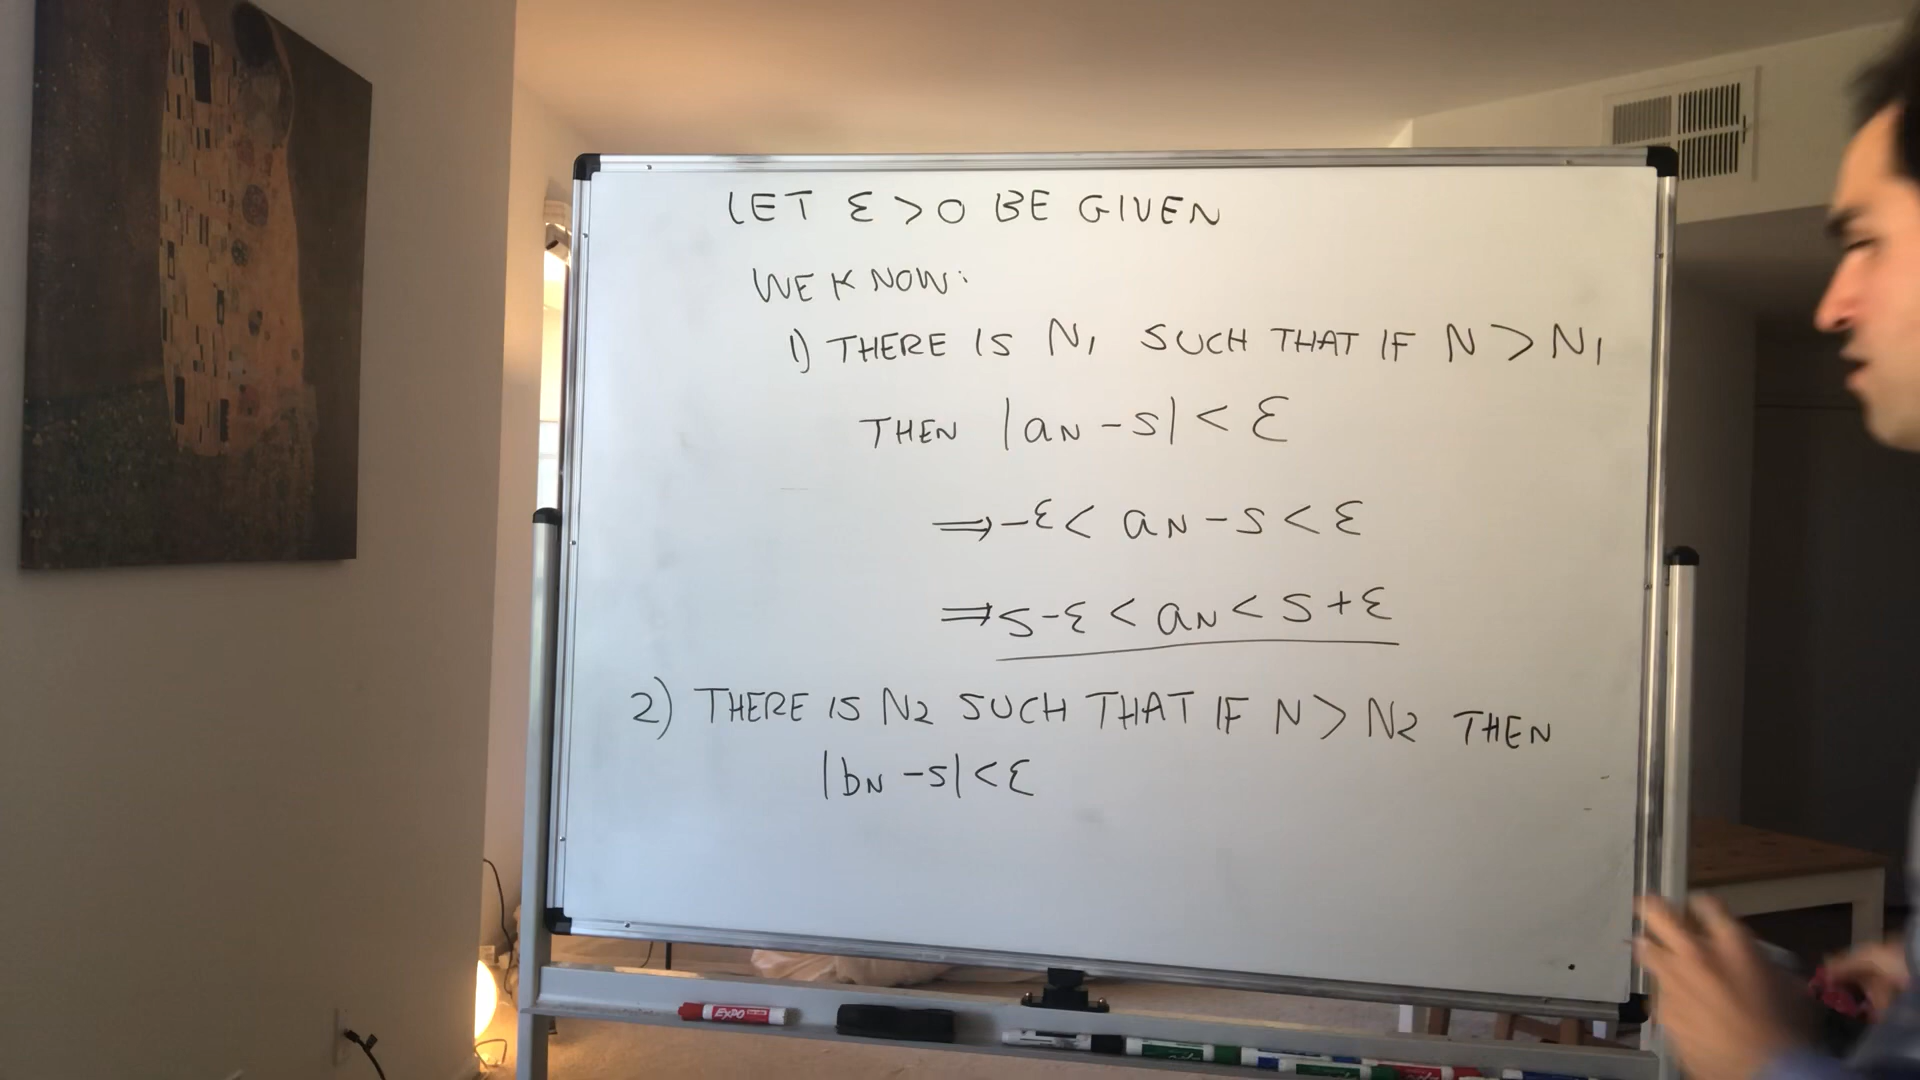 LET ε > 0 BE GIVEN
WE KNOW:
1) THERE IS N₁ SUCH THAT IF N > N₁
THEN |aN - s| < ε
⟹ -ε < aN - s < ε
⟹ s - ε < aN < s + ε
2) THERE IS N₂ SUCH THAT IF N > N₂ THEN
|bN - s| < ε
EXPO